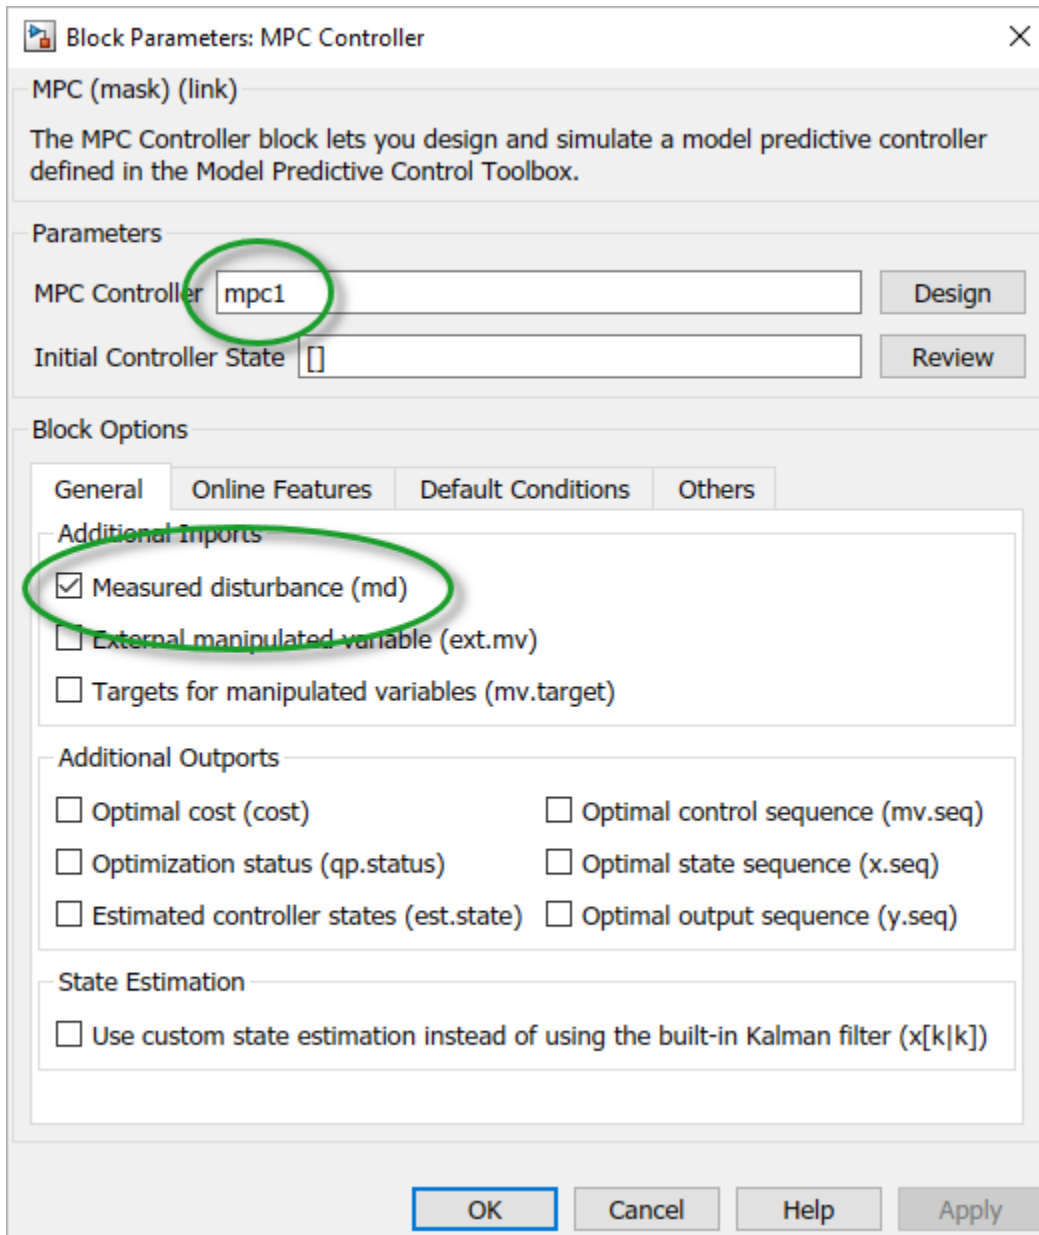 Block Parameters: MPC Controller
MPC (mask) (link)
The MPC Controller block lets you design and simulate a model predictive controller
defined in the Model Predictive Control Toolbox.
Parameters
MPC Controller mpc1 Design
Initial Controller State [] Review
Block Options
General Online Features Default Conditions Others
Additional Inports
Measured disturbance (md)
External manipulated variable (ext.mv)
Targets for manipulated variables (mv.target)
Additional Outports
Optimal cost (cost) Optimal control sequence (mv.seq)
Optimization status (qp.status) Optimal state sequence (x.seq)
Estimated controller states (est.state) Optimal output sequence (y.seq)
State Estimation
Use custom state estimation instead of using the built-in Kalman filter (x[k|k])
OK Cancel Help Apply